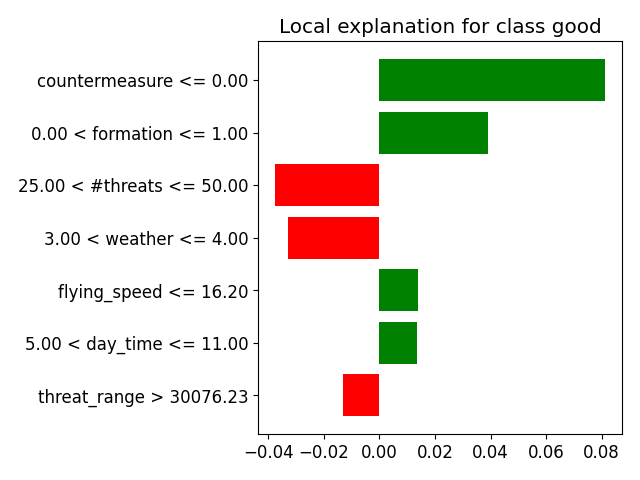 Local explanation for class good
countermeasure <= 0.00
0.00 < formation <= 1.00
25.00 < #threats <= 50.00
3.00 < weather <= 4.00
flying_speed <= 16.20
5.00 < day_time <= 11.00
threat_range > 30076.23
−0.04 −0.02 0.00 0.02 0.04 0.06 0.08